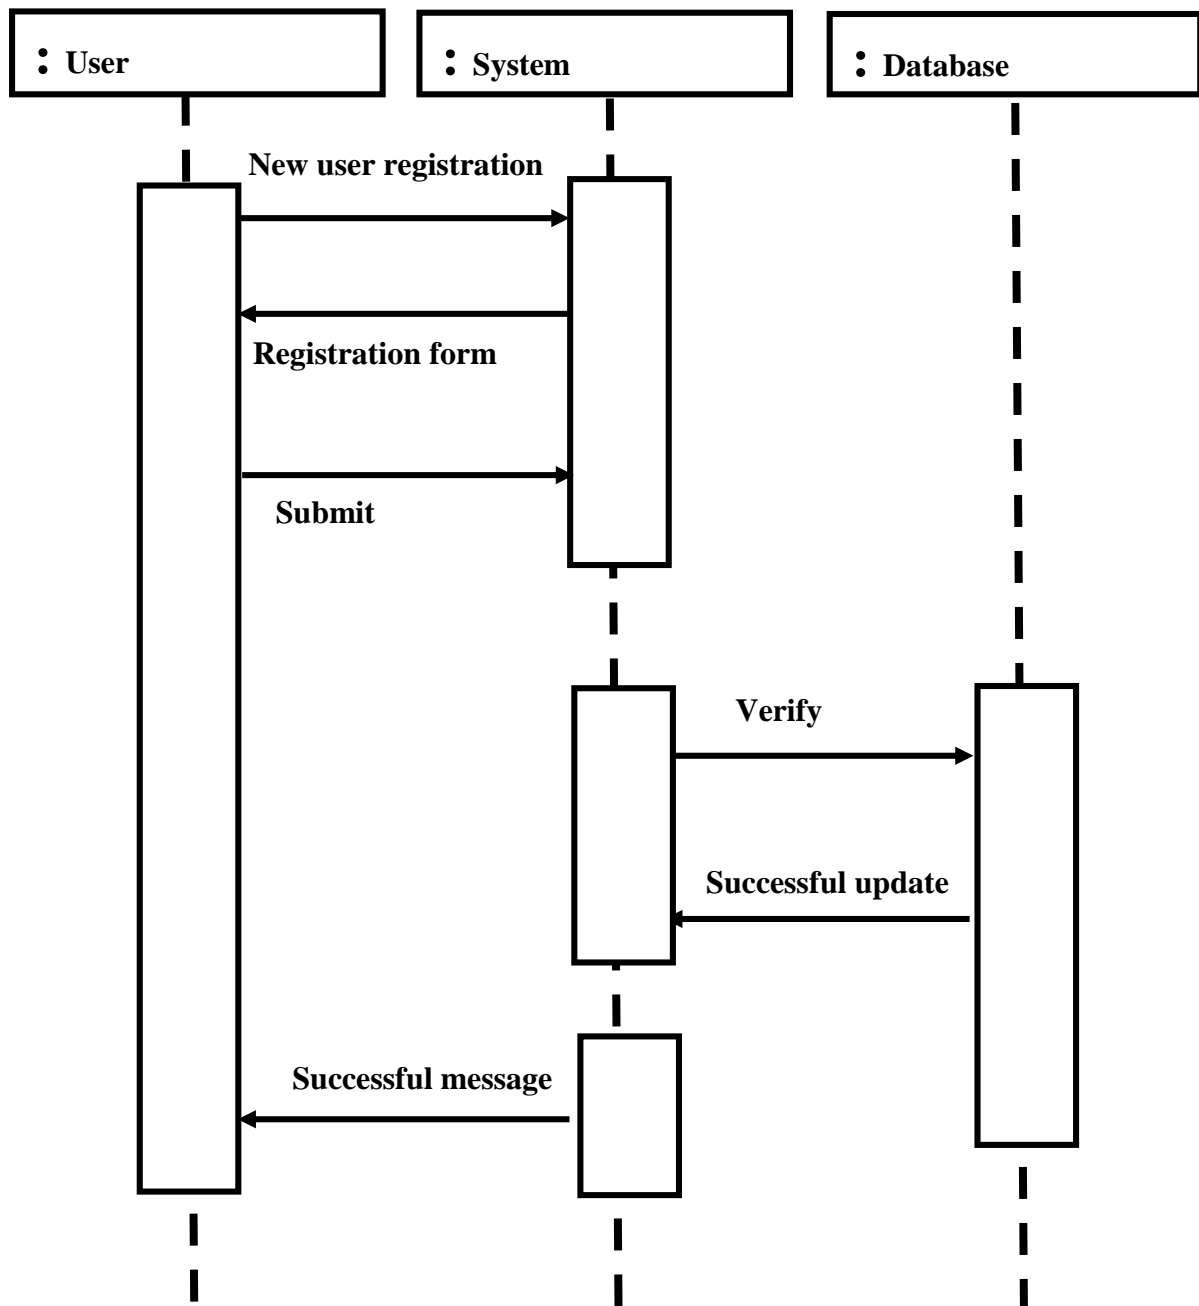 : User
: System
: Database
New user registration
Registration form
Submit
Verify
Successful update
Successful message